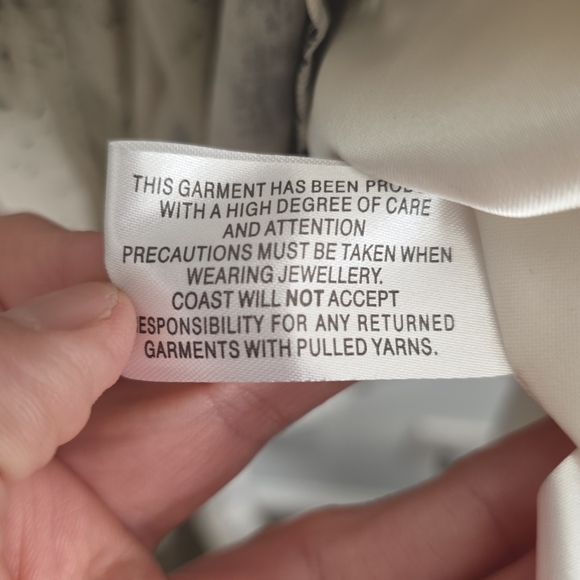 THIS GARMENT HAS BEEN
WITH A HIGH DEGREE OF CARE
AND ATTENTION
PRECAUTIONS MUST BE TAKEN WHEN
WEARING JEWELLERY.
COAST WILL NOT ACCEPT
ESPONSIBILITY FOR ANY RETURNED
GARMENTS WITH PULLED YARNS.